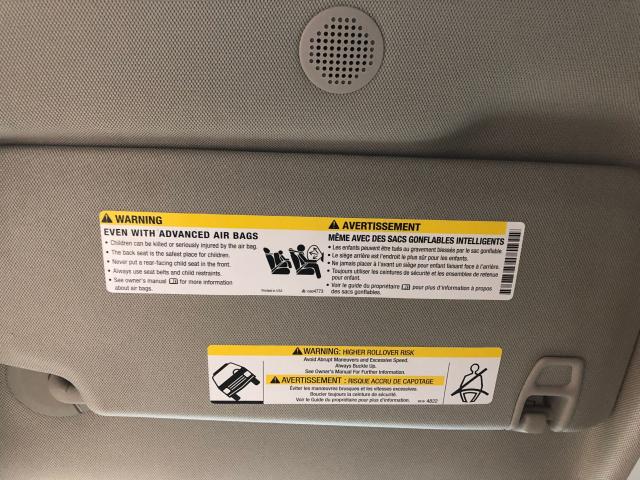 WARNING
EVEN WITH ADVANCED AIR BAGS
• Children can be killed or seriously injured by the air bag.
• The back seat is the safest place for children.
• Never put a rear-facing child seat in the front.
• Always use seat belts and child restraints.
• See owner's manual for more information
about air bags.
Printed in USA
4773
AVERTISSEMENT
MÊME AVEC DES SACS GONFLABLES INTELLIGENTS
• Les enfants peuvent être tués ou gravement blessés par le sac gonflable.
• Le siège arrière est l'endroit le plus sûr pour les enfants.
• Ne jamais placer à l'avant un siège pour enfant faisant face à l'arrière.
• Toujours utiliser les ceintures de sécurité et les ensembles de retenue
pour enfant.
• Voir le guide du propriétaire pour plus d'information à propos
des sacs gonflables.
WARNING: HIGHER ROLLOVER RISK
Avoid Abrupt Maneuvers and Excessive Speed.
Always Buckle Up.
See Owner's Manual For Further Information.
AVERTISSEMENT : RISQUE ACCRU DE CAPOTAGE
Éviter les manœuvres brusques et les vitesses excessives.
Boucler toujours la ceinture de sécurité.
Voir le Guide du propriétaire pour plus d'information.
4822